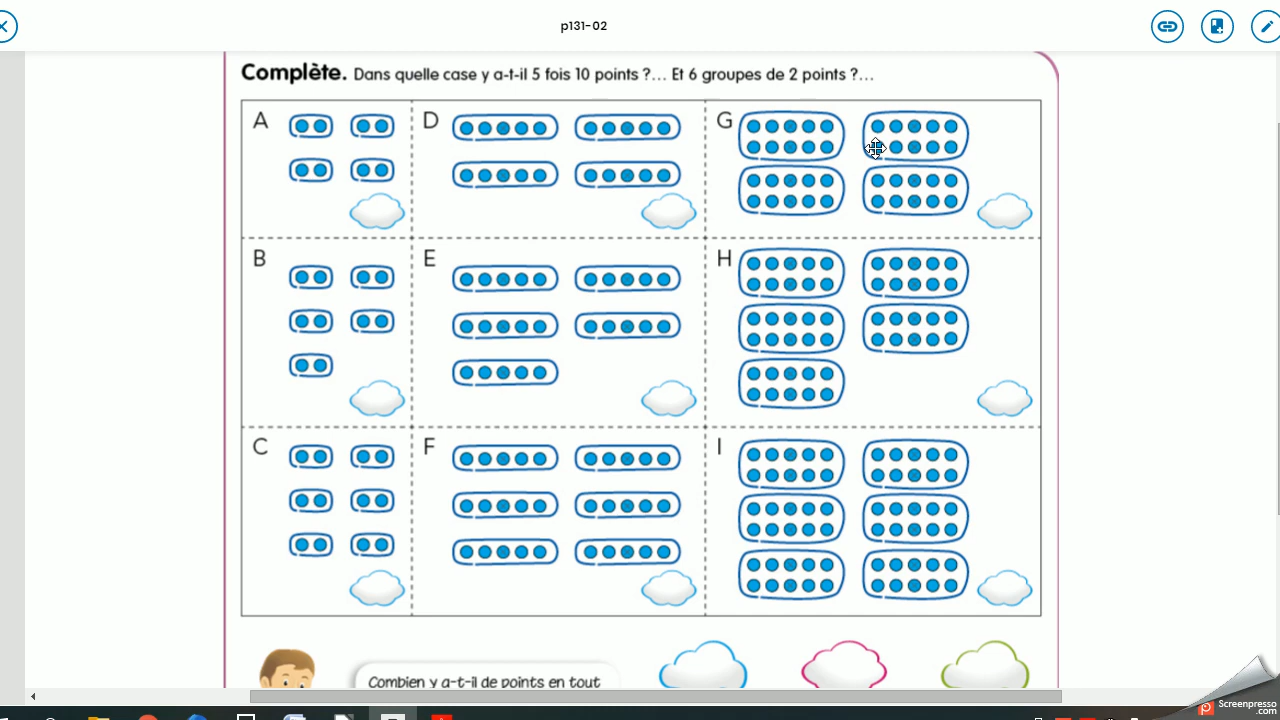 p131-02
Complète. Dans quelle case y a-t-il 5 fois 10 points ?... Et 6 groupes de 2 points ?...
A
D
G
B
E
H
C
F
I
Combien y a-t-il de points en tout
Screenpresso
.com